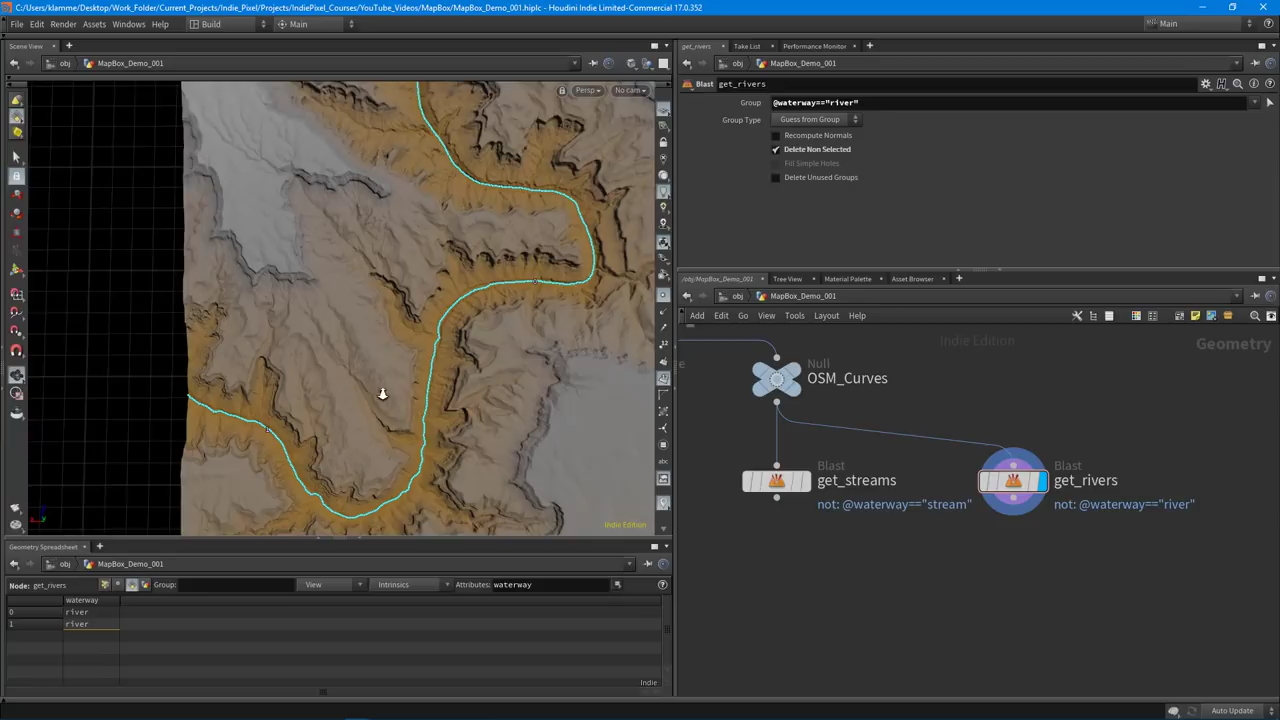 C:/Users/klamme/Desktop/Work_Folder/Current_Projects/Indie_Pixel/Projects/IndiePixel_Courses/YouTube_Videos/MapBox/MapBox_Demo_001.hiplc - Houdini Indie Limited-Commercial 17.0.352
File Edit Render Assets Windows Help Build Main Main
Scene View
obj MapBox_Demo_001
Persp No cam
Indie Edition
get_rivers Take List Performance Monitor
obj MapBox_Demo_001
Blast get_rivers
Group @waterway=="river"
Group Type Guess from Group
Recompute Normals
Delete Non Selected
Fill Simple Holes
Delete Unused Groups
/obj/MapBox_Demo_001 Tree View Material Palette Asset Browser
obj MapBox_Demo_001
Add Edit Go View Tools Layout Help
Indie Edition Geometry
Null
OSM_Curves
Blast
get_streams
not: @waterway=="stream"
Blast
get_rivers
not: @waterway=="river"
Geometry Spreadsheet
obj MapBox_Demo_001
Node: get_rivers Group: View Intrinsics Attributes: waterway
waterway
0 river
1 river
Indie
Auto Update